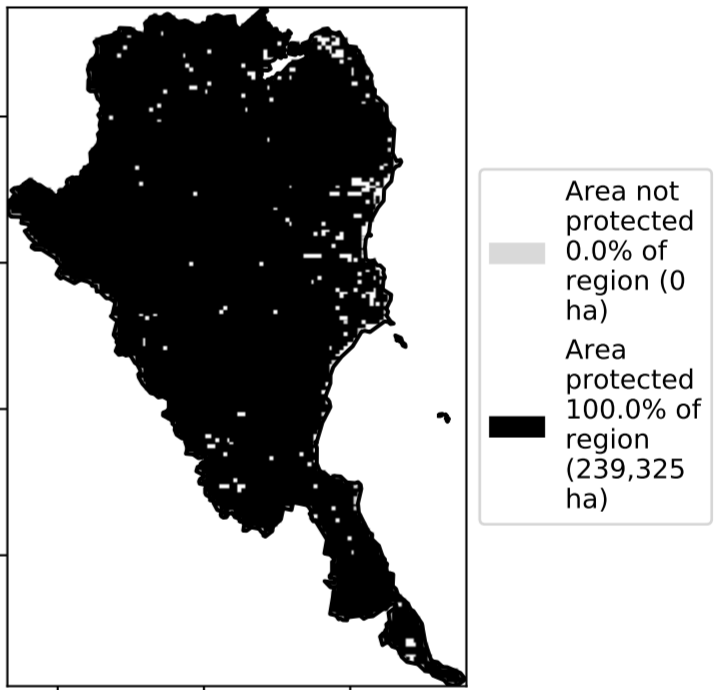 Area not
protected
0.0% of
region (0
ha)
Area
protected
100.0% of
region
(239,325
ha)